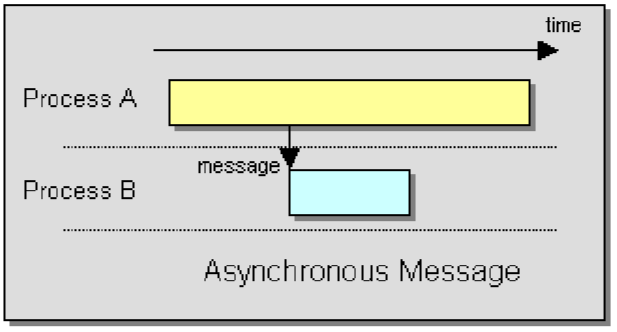 time
Process A
message
Process B
Asynchronous Message